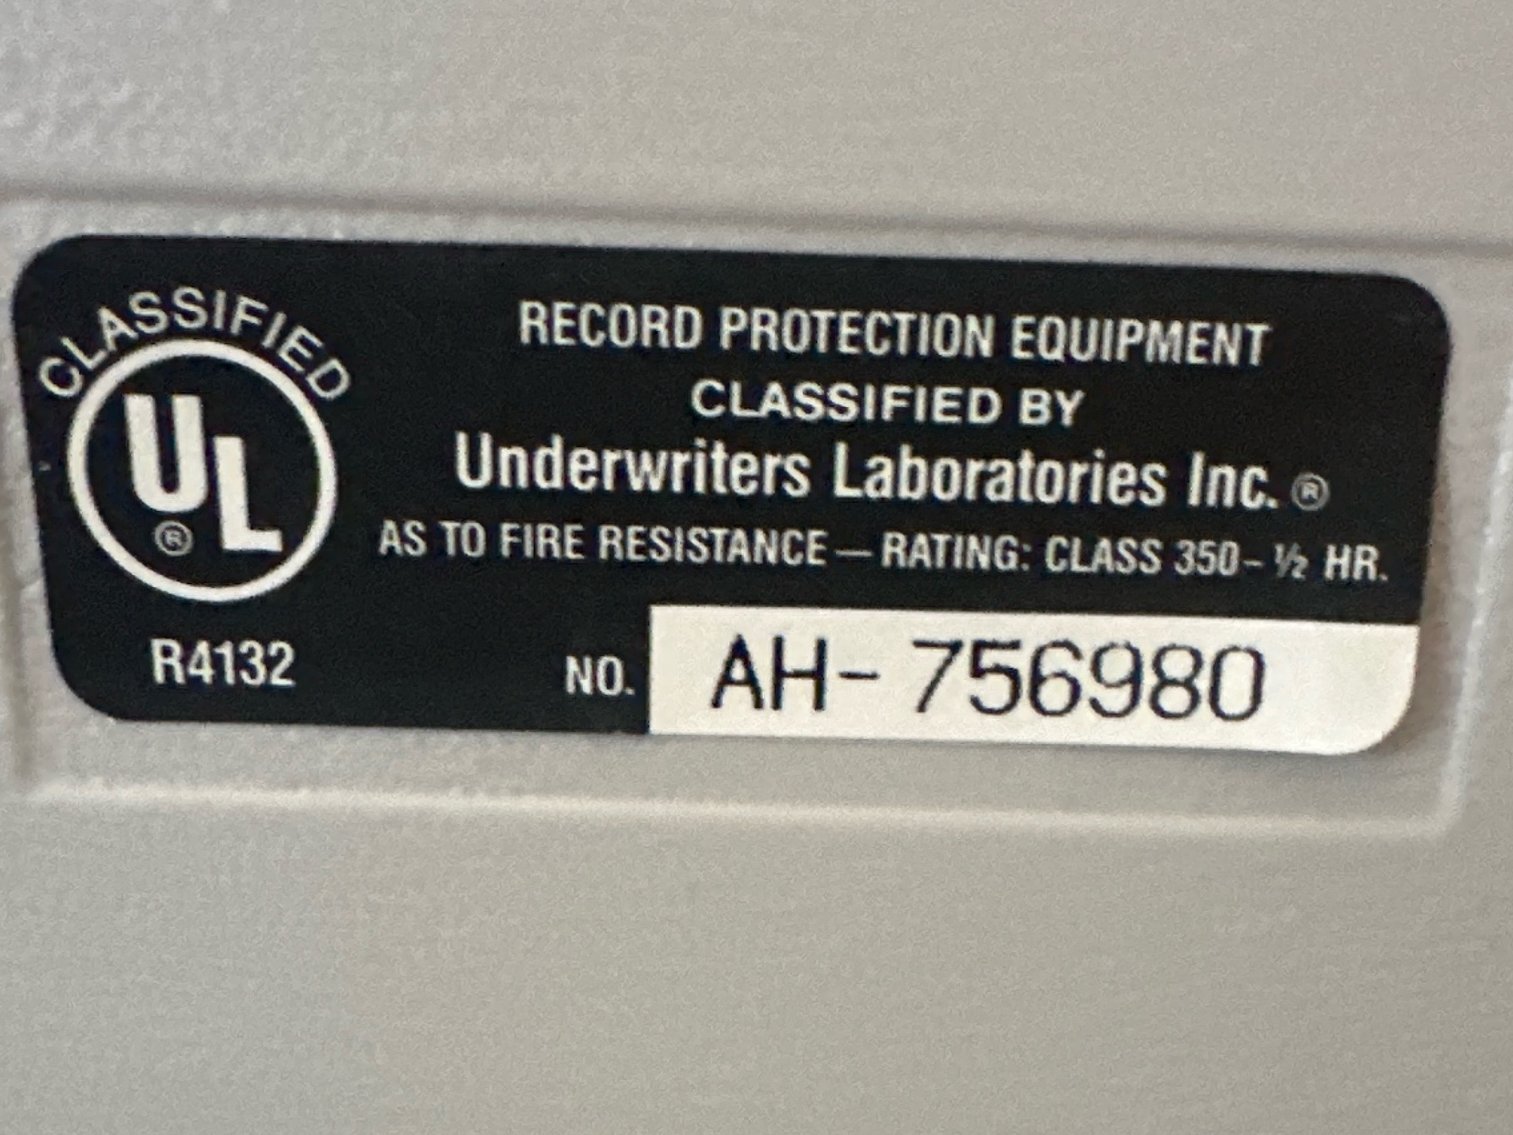 CLASSIFIED
UL
®
R4132
RECORD PROTECTION EQUIPMENT
CLASSIFIED BY
Underwriters Laboratories Inc. ®
AS TO FIRE RESISTANCE — RATING: CLASS 350 – ½ HR.
NO. AH- 756980